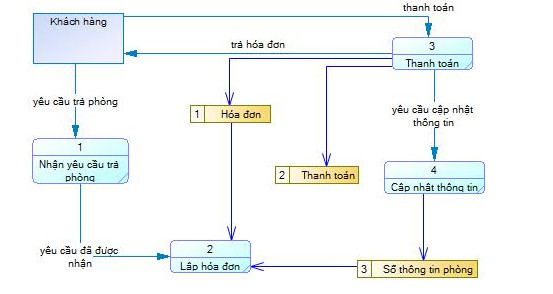 thanh toán
Khách hàng
trả hóa đơn
3
Thanh toán
yêu cầu trả phòng
1 Hóa đơn
yêu cầu cập nhật
thông tin
1
Nhận yêu cầu trả
phòng
2 Thanh toán
4
Cập nhật thông tin
yêu cầu đã được
nhận
2
Lập hóa đơn
3 Sổ thông tin phòng